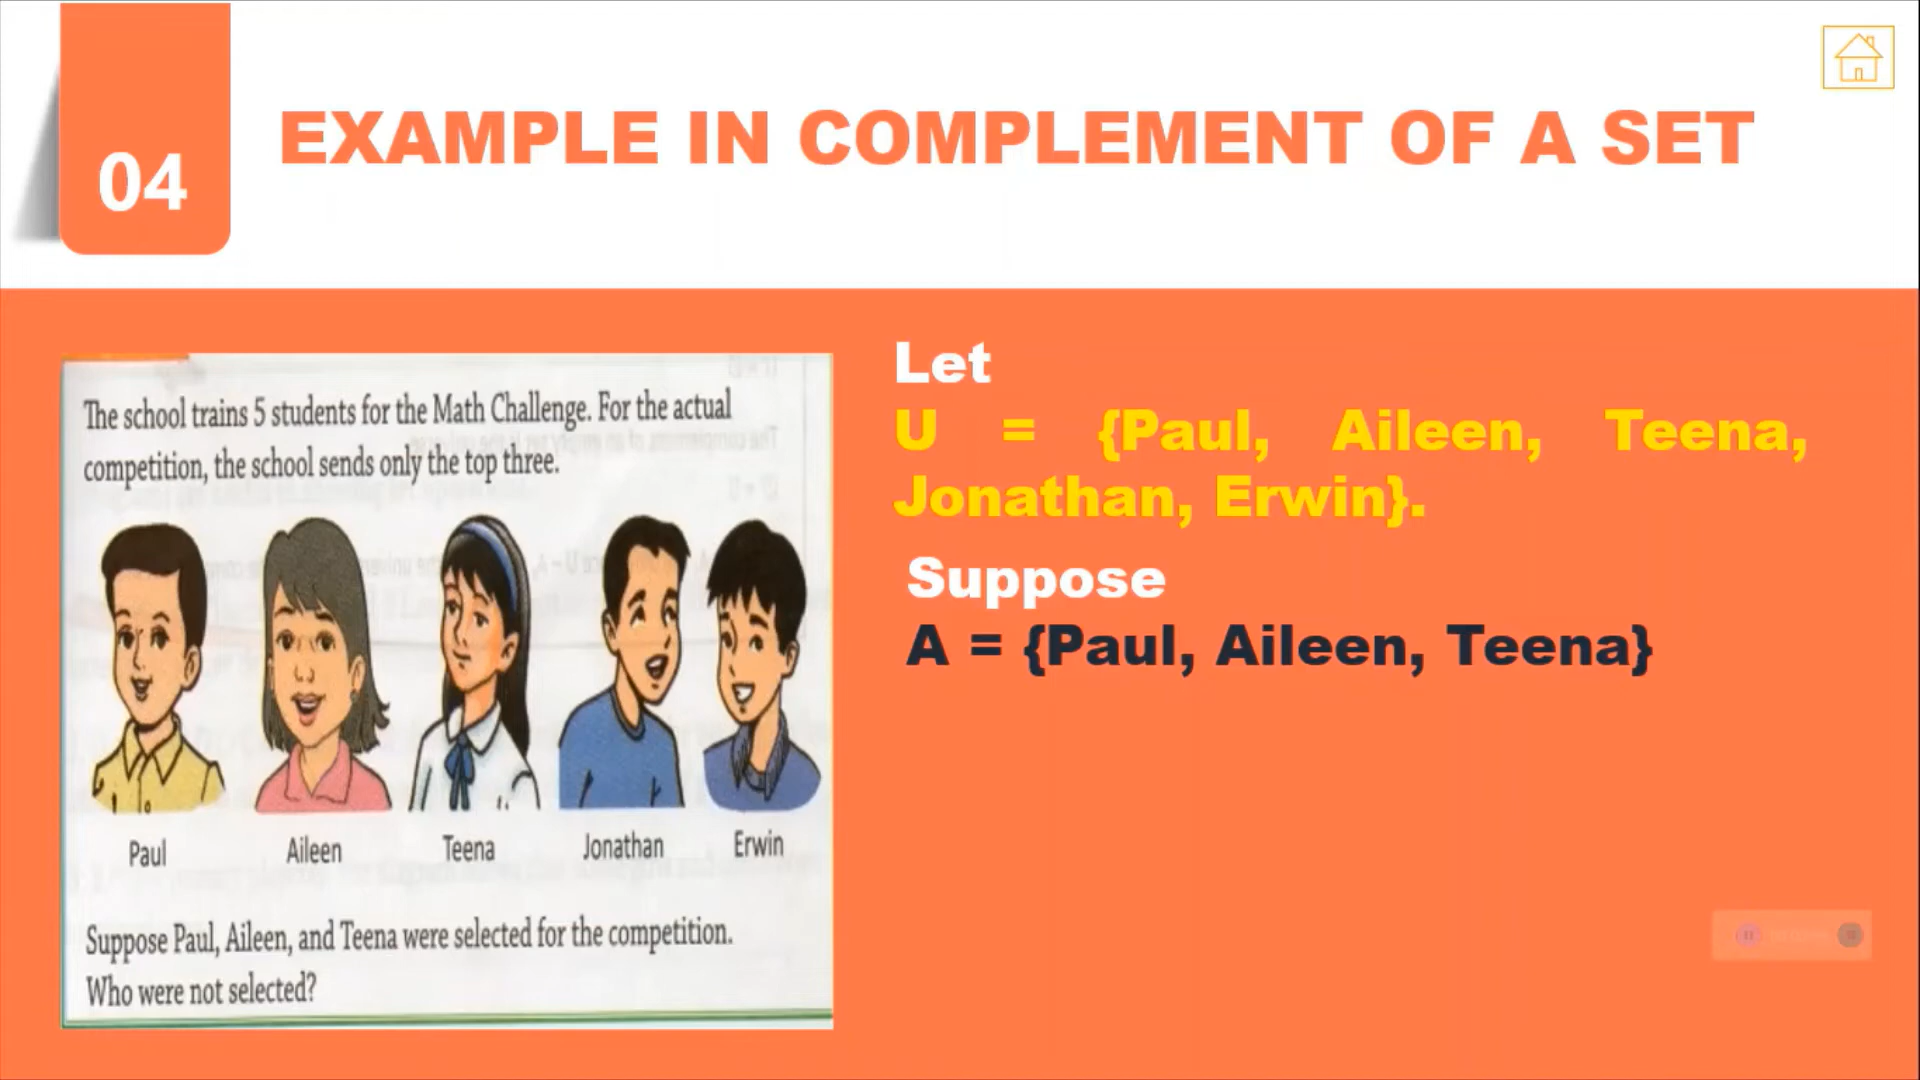 04
EXAMPLE IN COMPLEMENT OF A SET
The school trains 5 students for the Math Challenge. For the actual
competition, the school sends only the top three.
Paul Aileen Teena Jonathan Erwin
Suppose Paul, Aileen, and Teena were selected for the competition.
Who were not selected?
Let
U = {Paul, Aileen, Teena,
Jonathan, Erwin}.
Suppose
A = {Paul, Aileen, Teena}